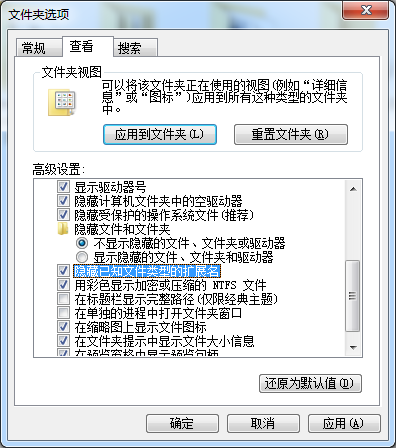 文件夹选项
常规
查看
搜索
文件夹视图
可以将该文件夹正在使用的视图(例如“详细信
息”或“图标”)应用到所有这种类型的文件夹
中。
应用到文件夹(L)
重置文件夹(R)
高级设置:
显示驱动器号
隐藏计算机文件夹中的空驱动器
隐藏受保护的操作系统文件(推荐)
隐藏文件和文件夹
不显示隐藏的文件、文件夹或驱动器
显示隐藏的文件、文件夹和驱动器
隐藏已知文件类型的扩展名
用彩色显示加密或压缩的 NTFS 文件
在标题栏显示完整路径(仅限经典主题)
在单独的进程中打开文件夹窗口
在缩略图上显示文件图标
在文件夹提示中显示文件大小信息
在预览窗格中显示预览句柄
还原为默认值(D)
确定
取消
应用(A)